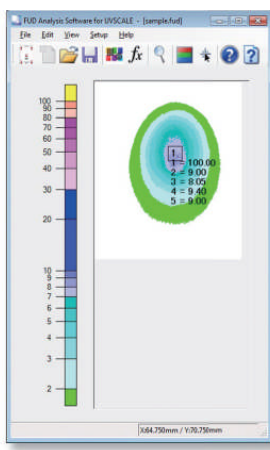 FUD Analysis Software for UVSCALE - [sample.fud]
File Edit View Setup Help
1
fx
?
?
100
90
80
70
60
50
40
30
20
10
9
8
7
6
5
4
3
2
1
1 = 100.00
2 = 9.00
3 = 8.05
4 = 9.40
5 = 9.00
X:64.750mm / Y:70.750mm